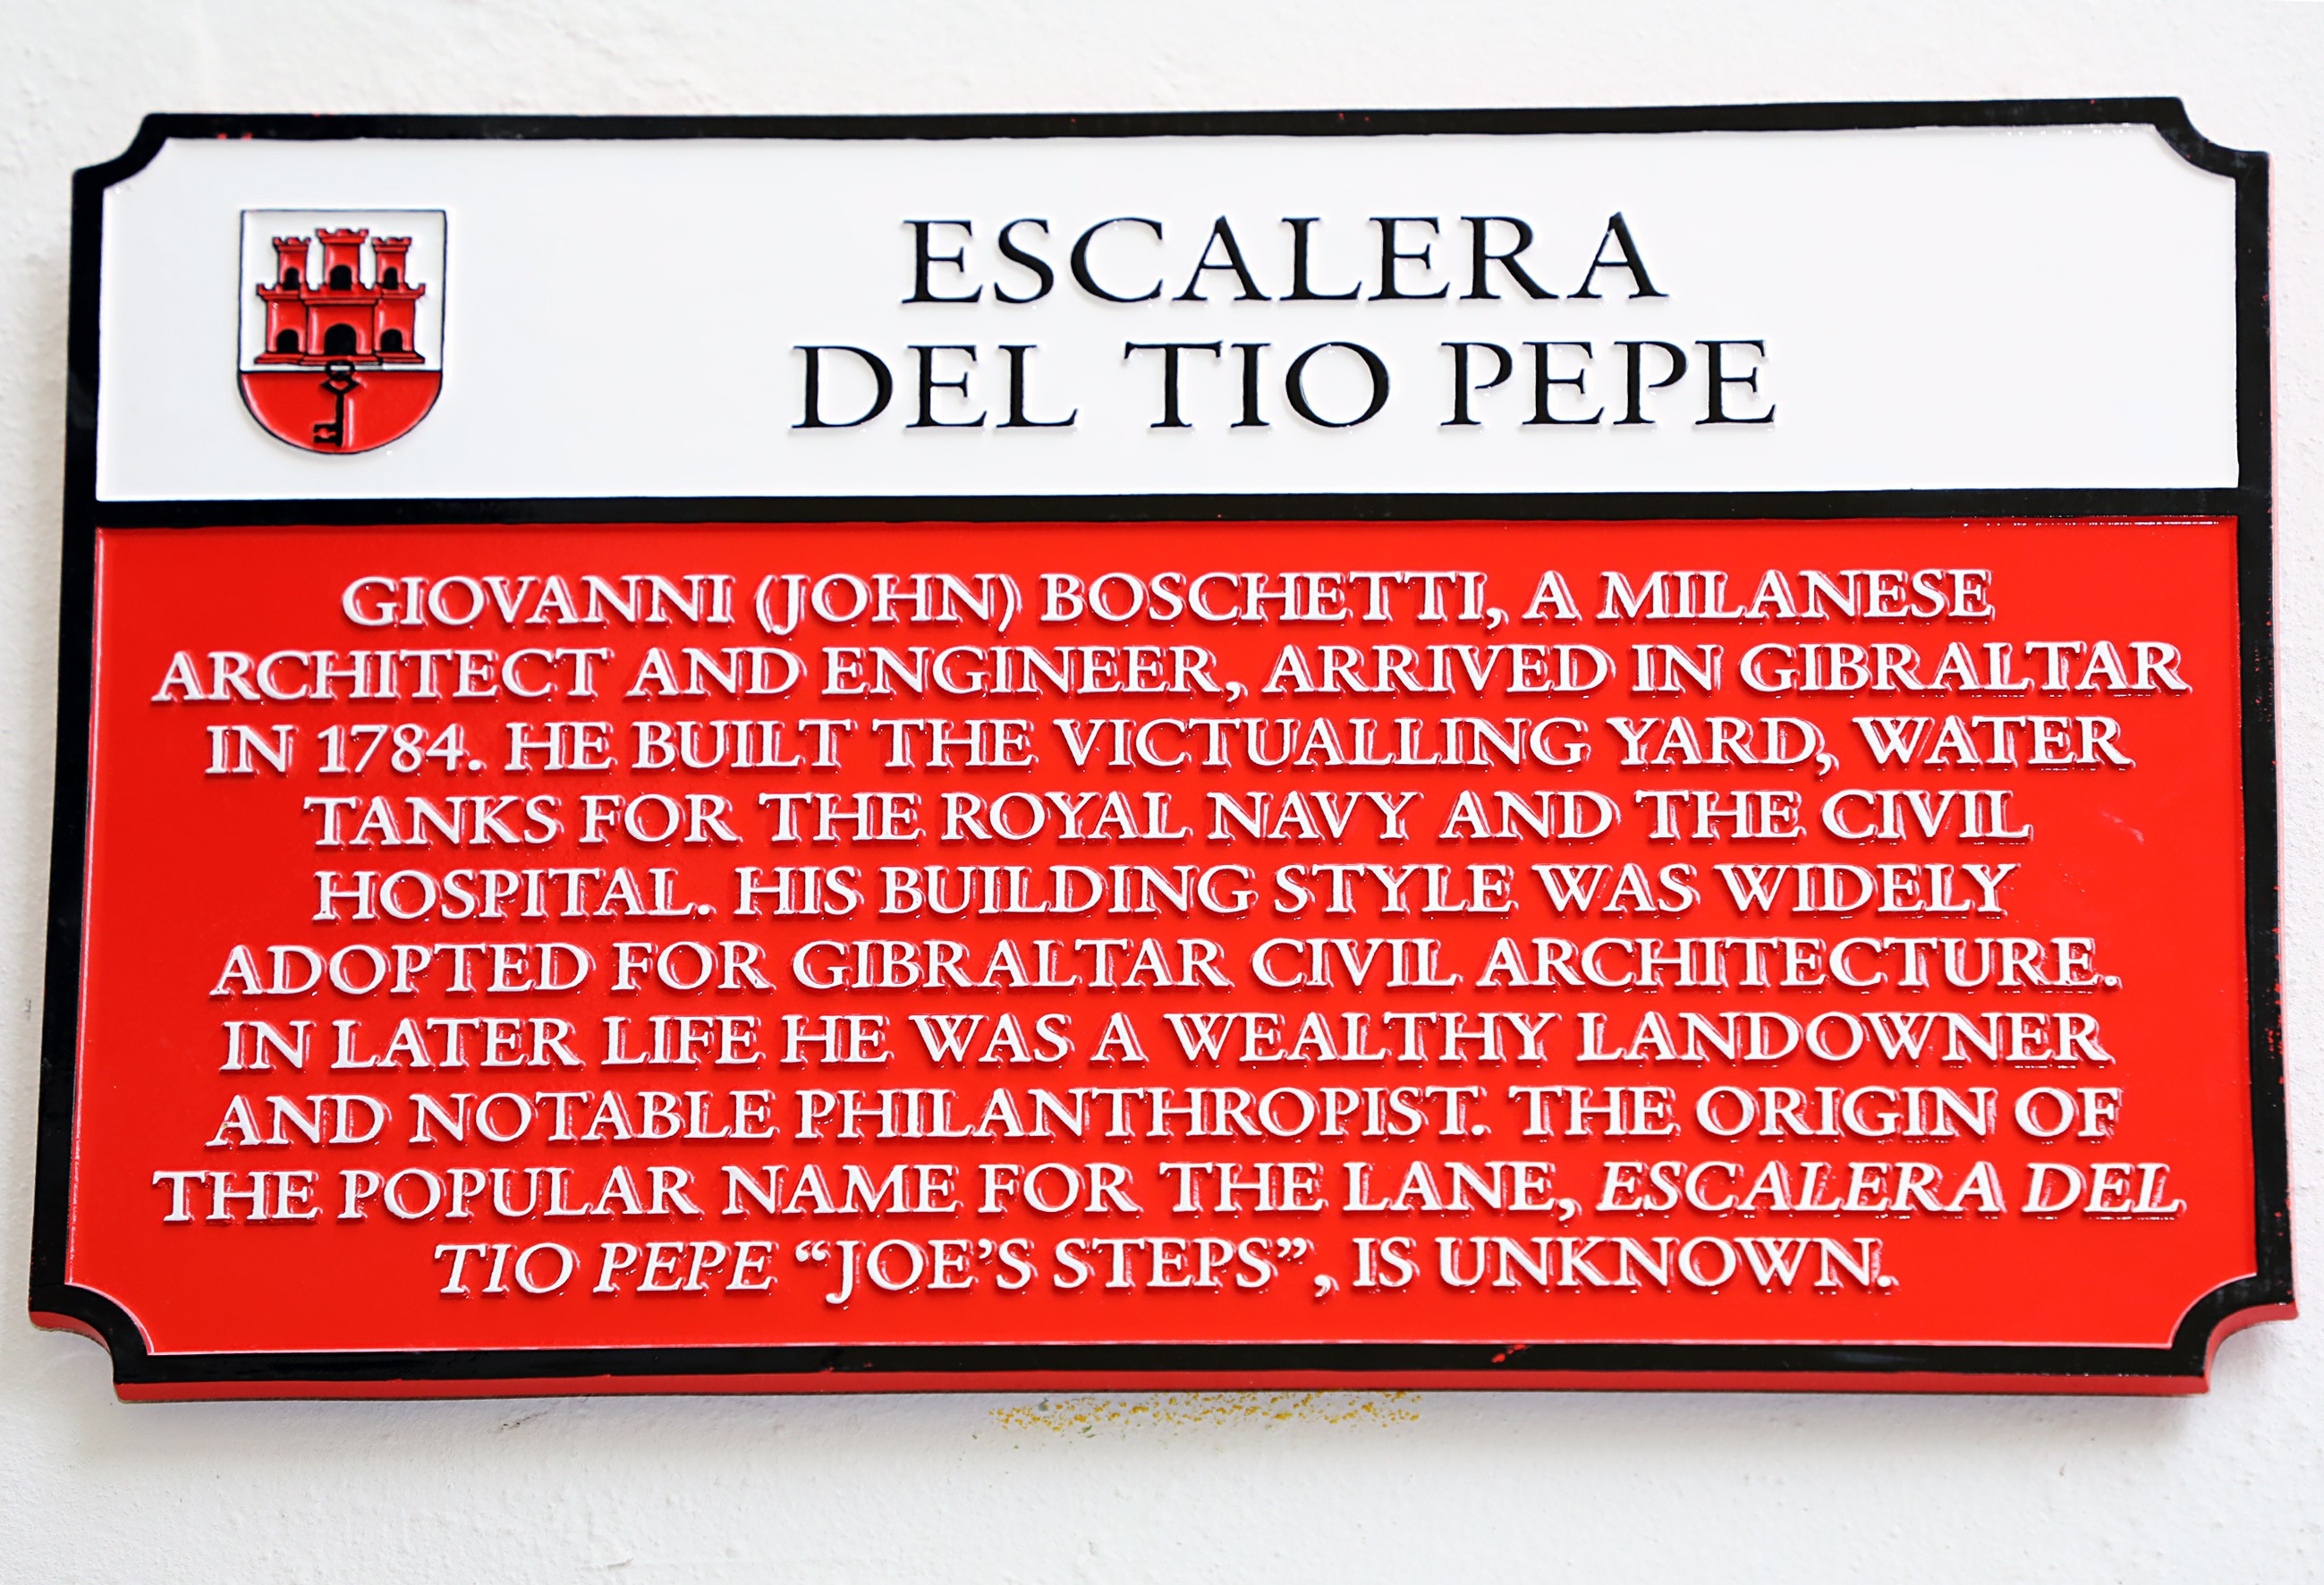 ESCALERA
DEL TIO PEPE
GIOVANNI (JOHN) BOSCHETTI, A MILANESE
ARCHITECT AND ENGINEER, ARRIVED IN GIBRALTAR
IN 1784. HE BUILT THE VICTUALLING YARD, WATER
TANKS FOR THE ROYAL NAVY AND THE CIVIL
HOSPITAL. HIS BUILDING STYLE WAS WIDELY
ADOPTED FOR GIBRALTAR CIVIL ARCHITECTURE.
IN LATER LIFE HE WAS A WEALTHY LANDOWNER
AND NOTABLE PHILANTHROPIST. THE ORIGIN OF
THE POPULAR NAME FOR THE LANE, ESCALERA DEL
TIO PEPE “JOE’S STEPS”, IS UNKNOWN.